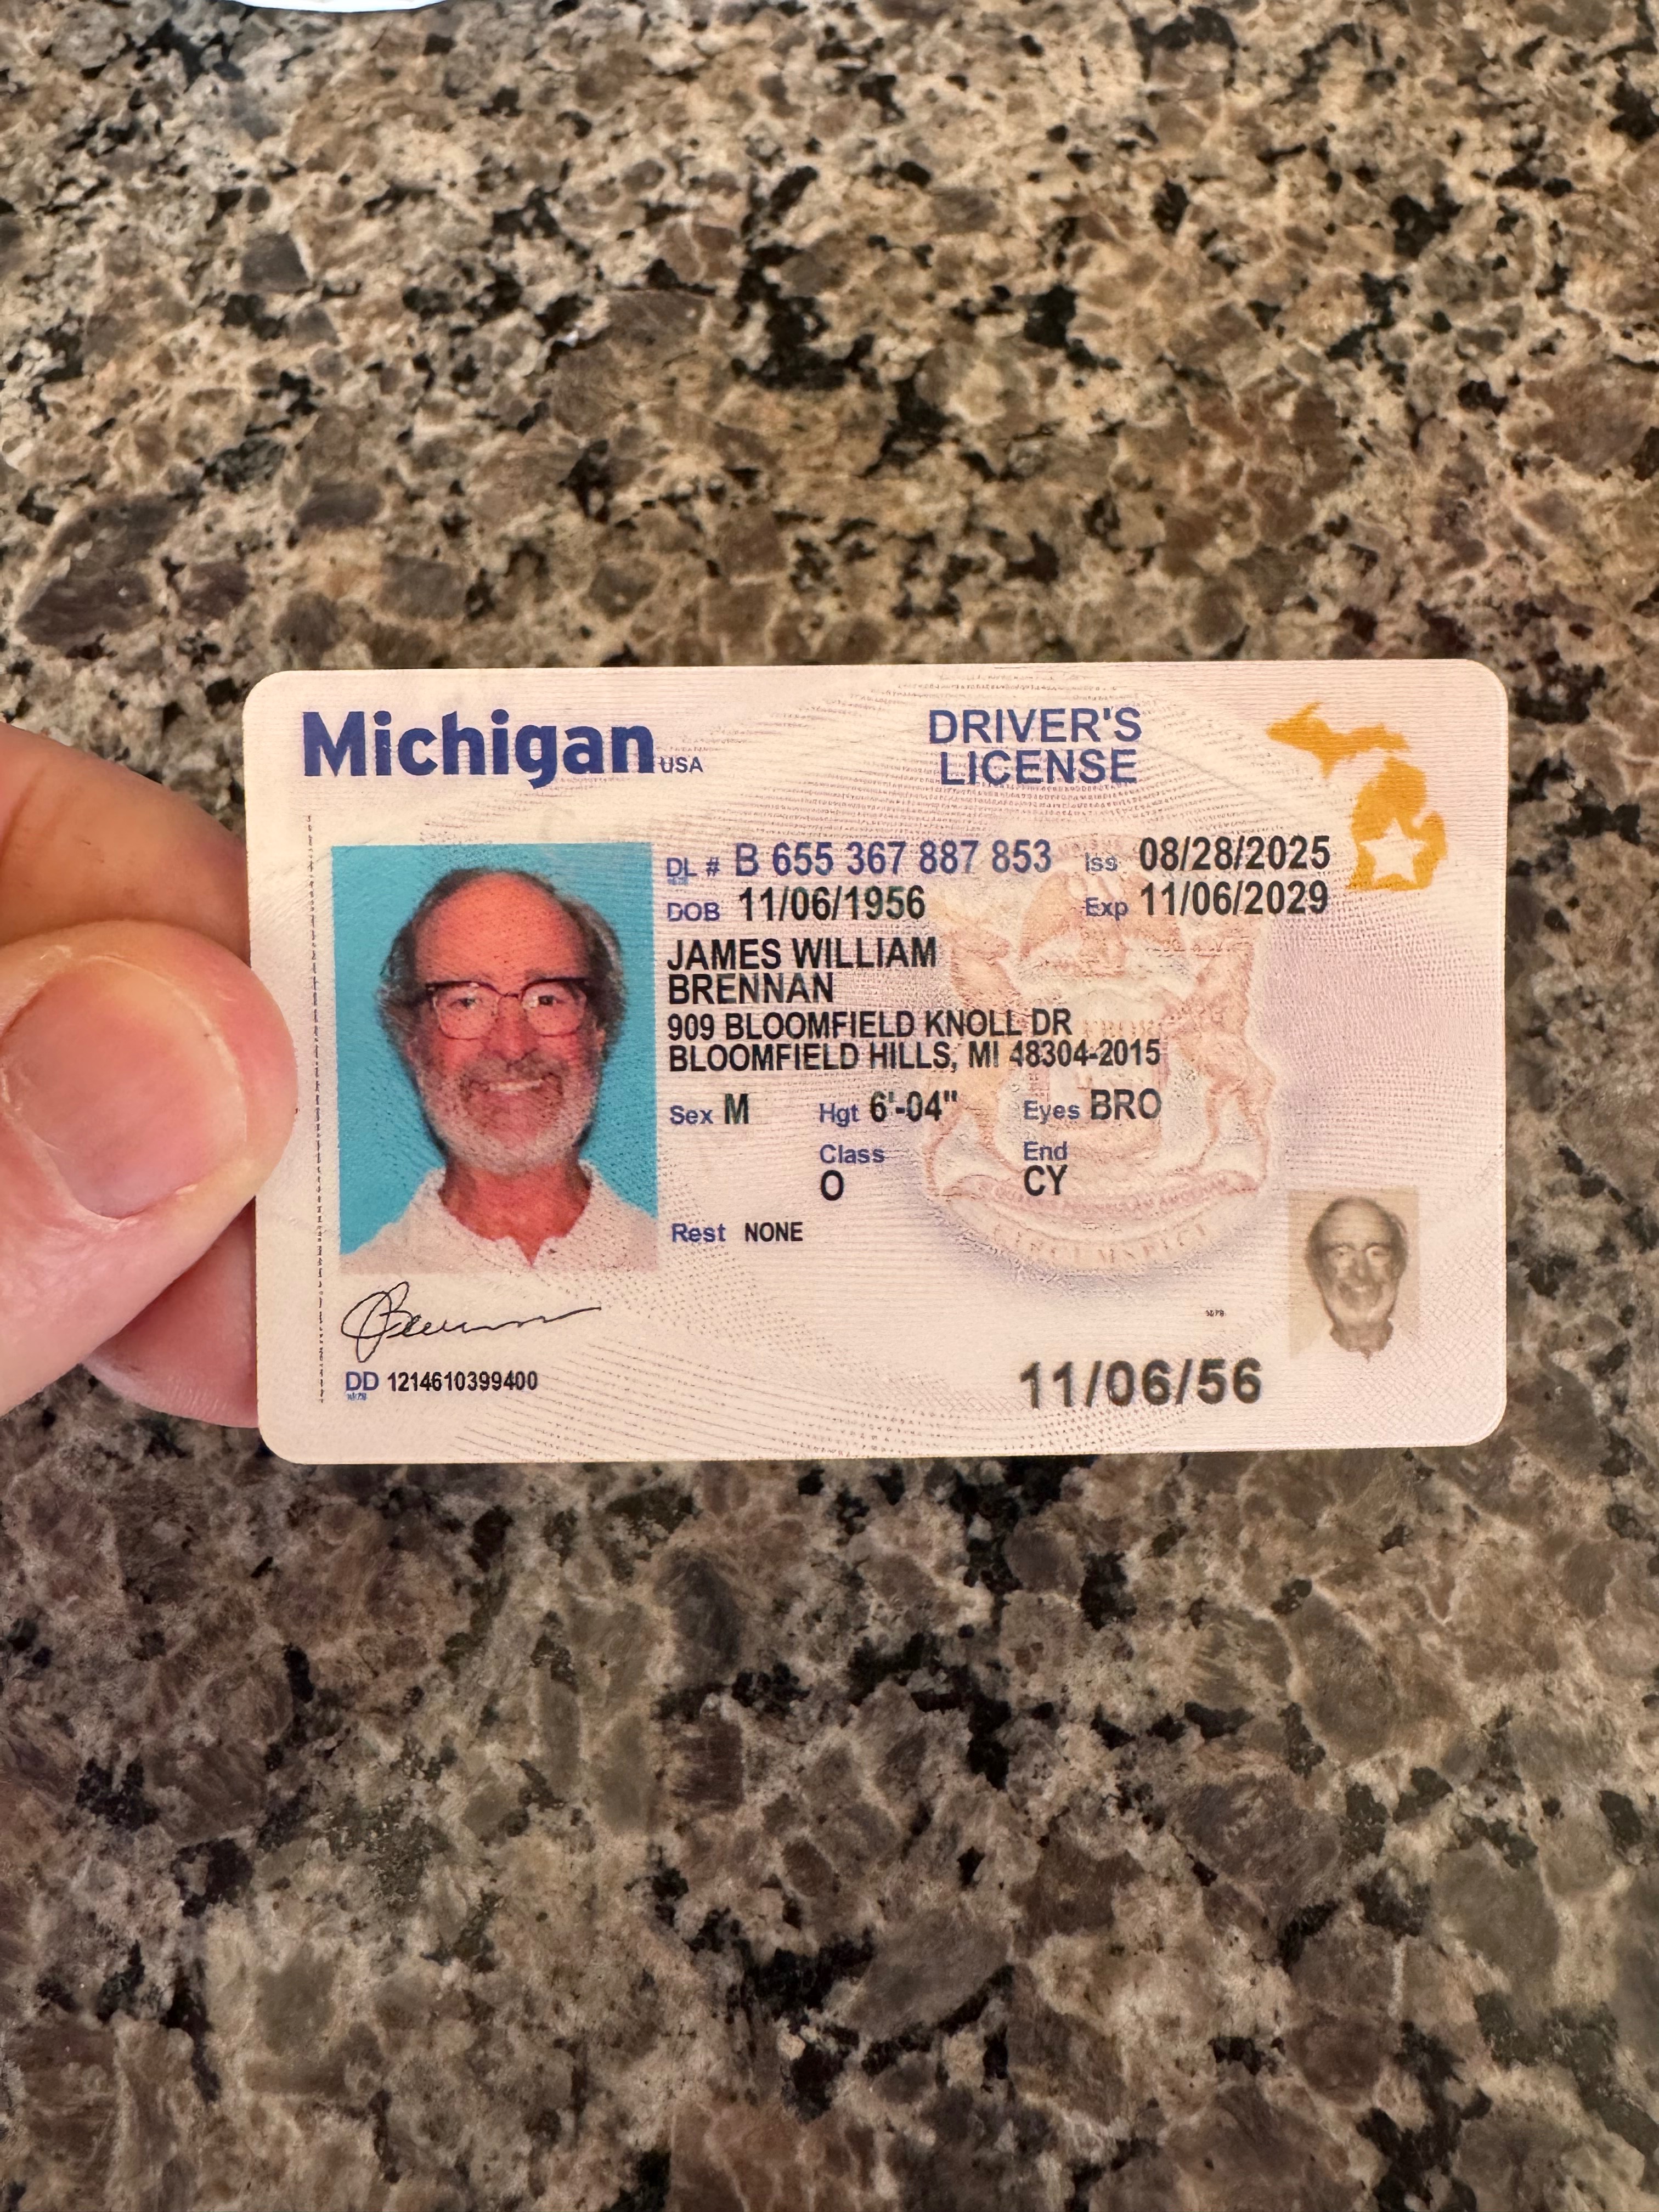 Michigan USA
DRIVER'S
LICENSE
DL # B 655 367 887 853 Iss 08/28/2025
DOB 11/06/1956 Exp 11/06/2029
JAMES WILLIAM
BRENNAN
909 BLOOMFIELD KNOLL DR
BLOOMFIELD HILLS, MI 48304-2015
Sex M Hgt 6'-04" Eyes BRO
Class End
O CY
Rest NONE
DD 1214610399400
11/06/56